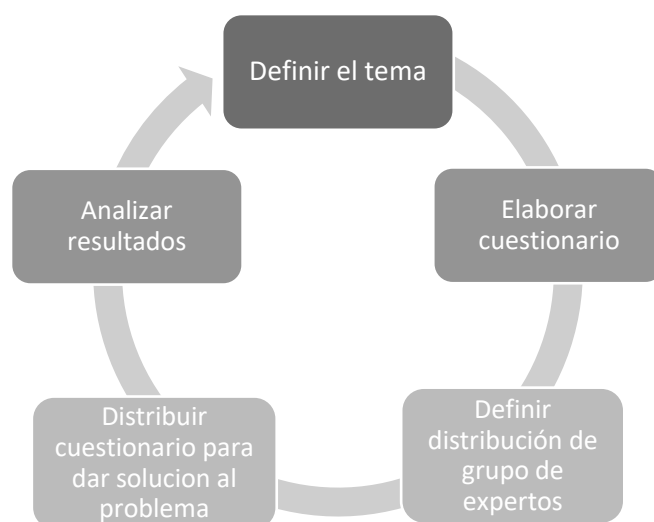 Definir el tema
Elaborar
cuestionario
Definir
distribución de
grupo de
expertos
Distribuir
cuestionario para
dar solucion al
problema
Analizar
resultados